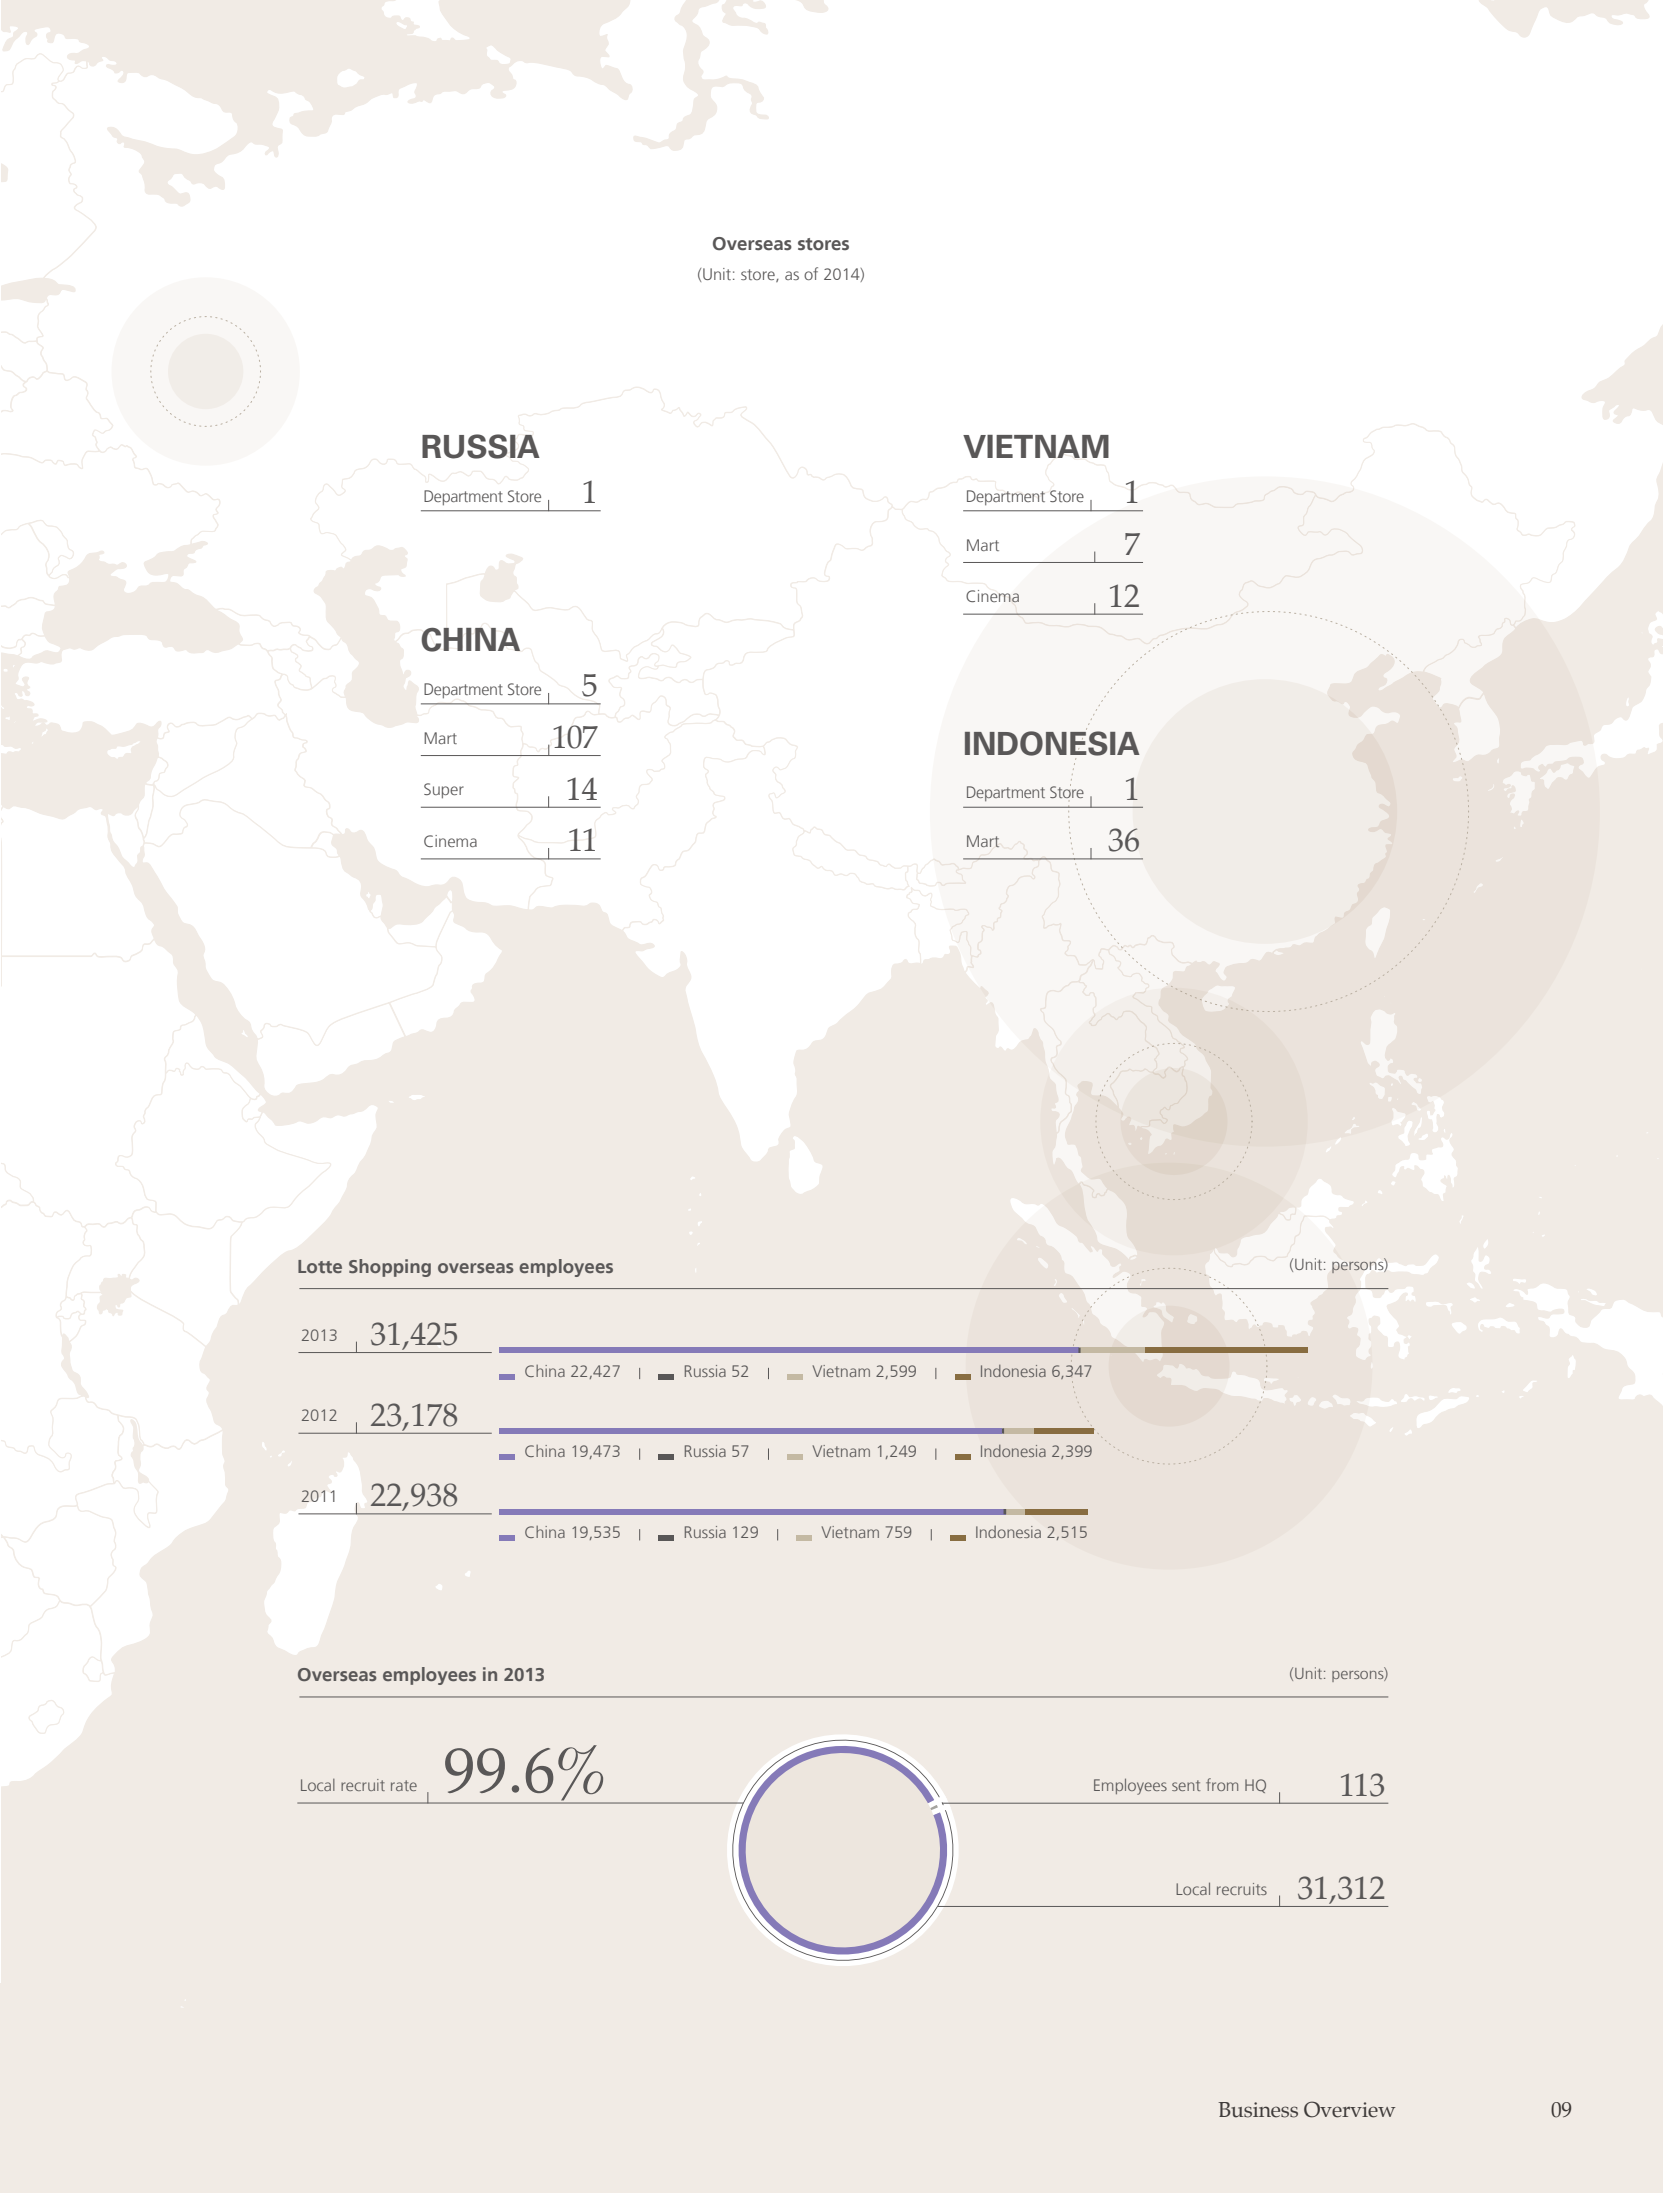 Overseas stores
(Unit: store, as of 2014)
RUSSIA
Department Store 1
CHINA
Department Store 5
Mart 107
Super 14
Cinema 11
VIETNAM
Department Store 1
Mart 7
Cinema 12
INDONESIA
Department Store 1
Mart 36
Lotte Shopping overseas employees (Unit: persons)
2013 31,425
China 22,427 | Russia 52 | Vietnam 2,599 | Indonesia 6,347
2012 23,178
China 19,473 | Russia 57 | Vietnam 1,249 | Indonesia 2,399
2011 22,938
China 19,535 | Russia 129 | Vietnam 759 | Indonesia 2,515
Overseas employees in 2013 (Unit: persons)
Local recruit rate 99.6%
Employees sent from HQ 113
Local recruits 31,312
Business Overview 09